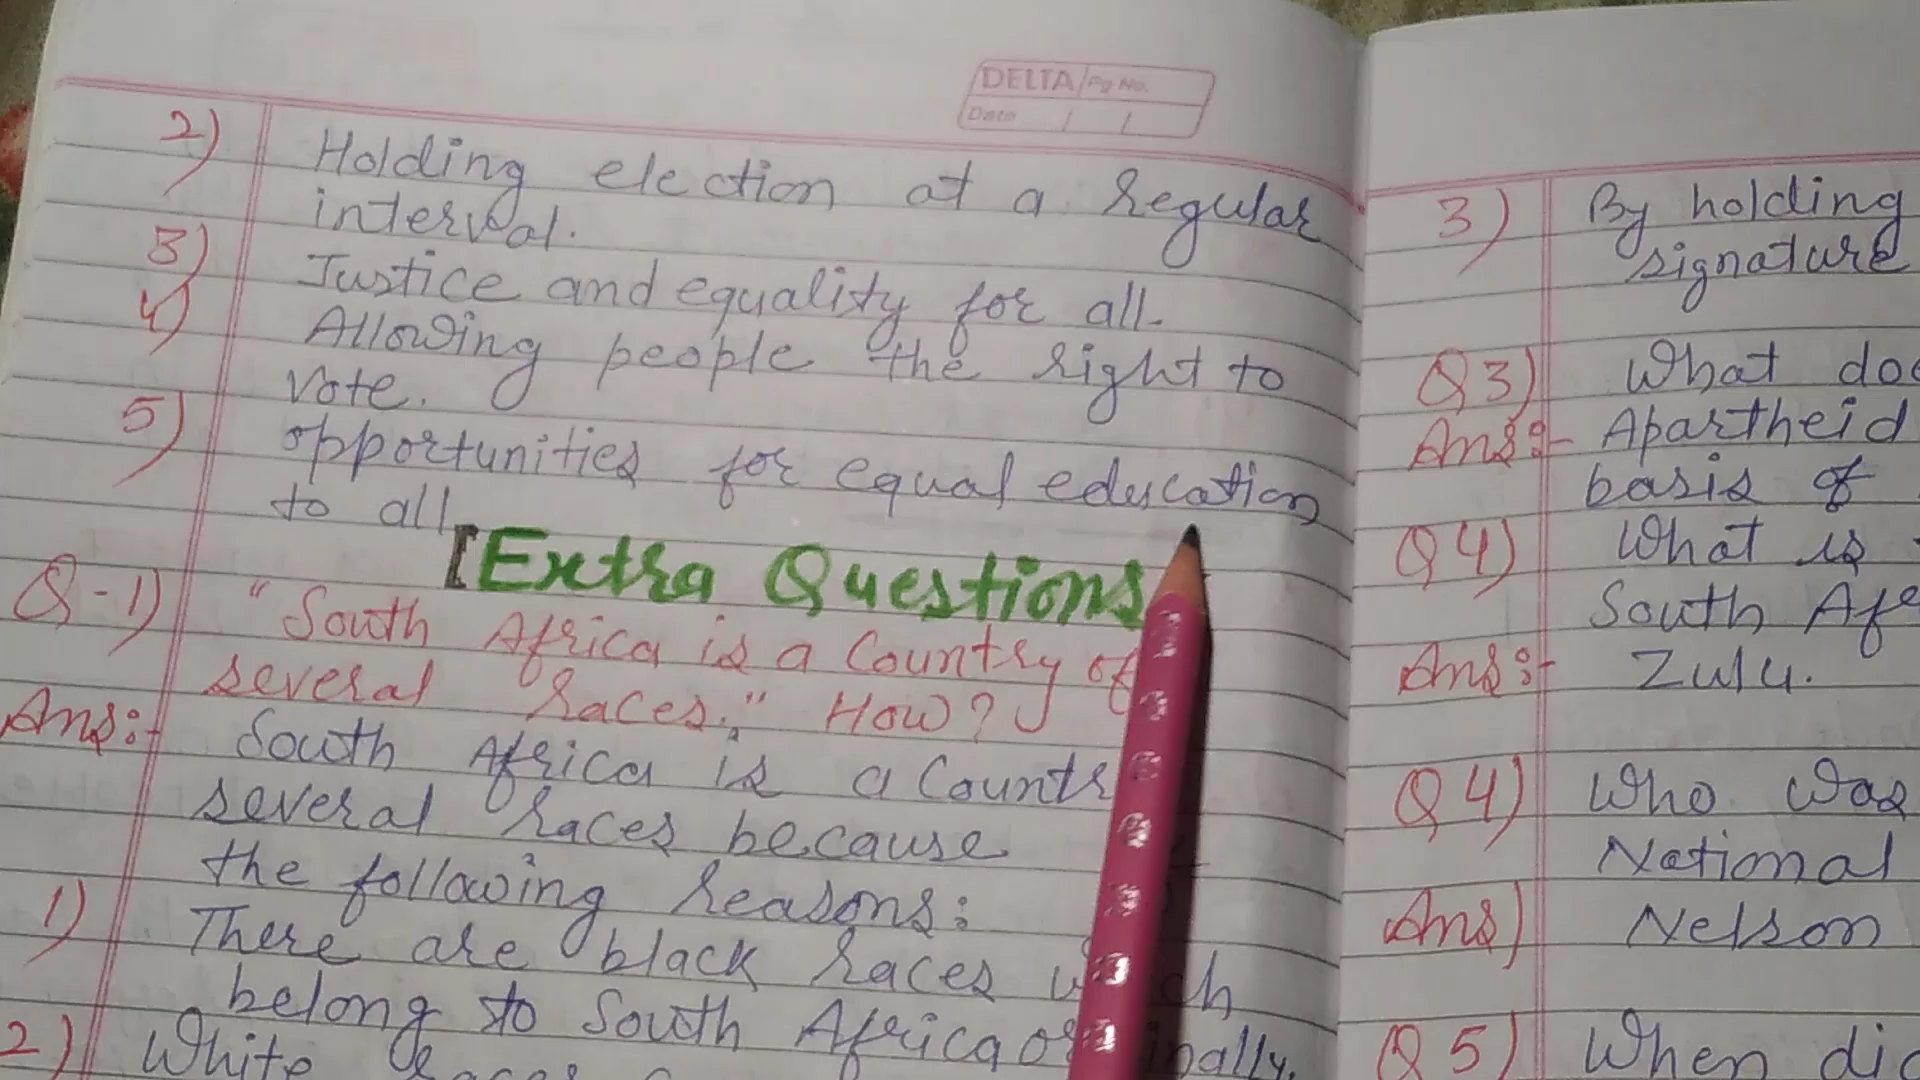 DELTA Pg No.
Date / /
2) Holding election at a regular
interval.
3) Justice and equality for all.
4) Allowing people the right to
vote.
5) opportunities for equal education
to all
[Extra Questions
Q-1) "South Africa is a Country of
several races." How?
Ans:- South Africa is a Countr
several races because
the following reasons:
1) There are black races
belong to South Africa
2) White
3) By holding
signature
Q3) What
Ans:- Apartheid
basis of
Q4) What is
South
Ans:- Zulu.
Q4) Who was
National
Ans) Nelson
Q5) When